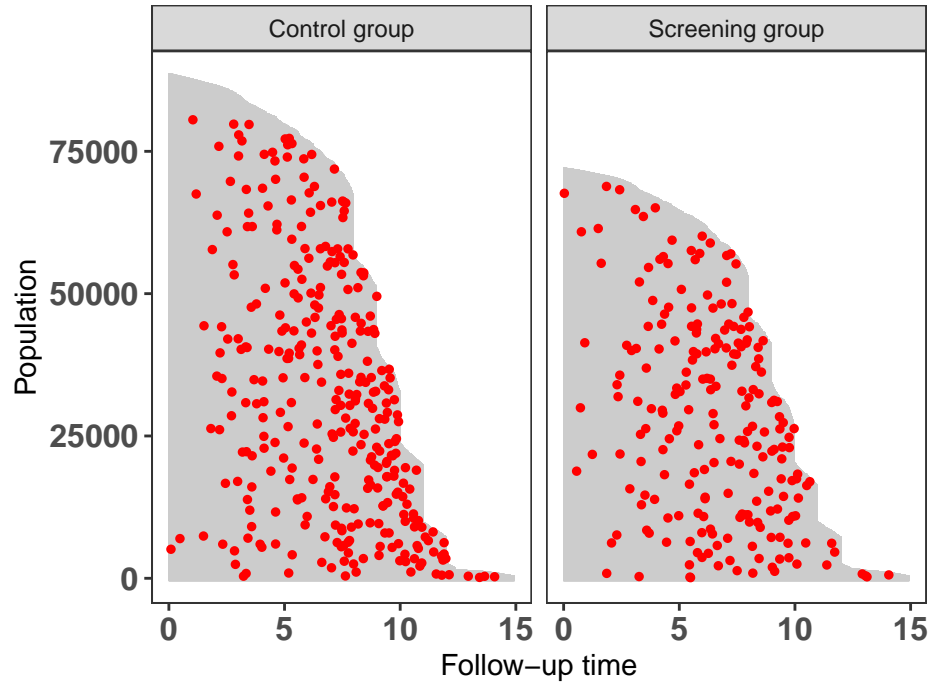 Control group
Screening group
Population
75000
50000
25000
0
0 5 10 15
0 5 10 15
Follow−up time